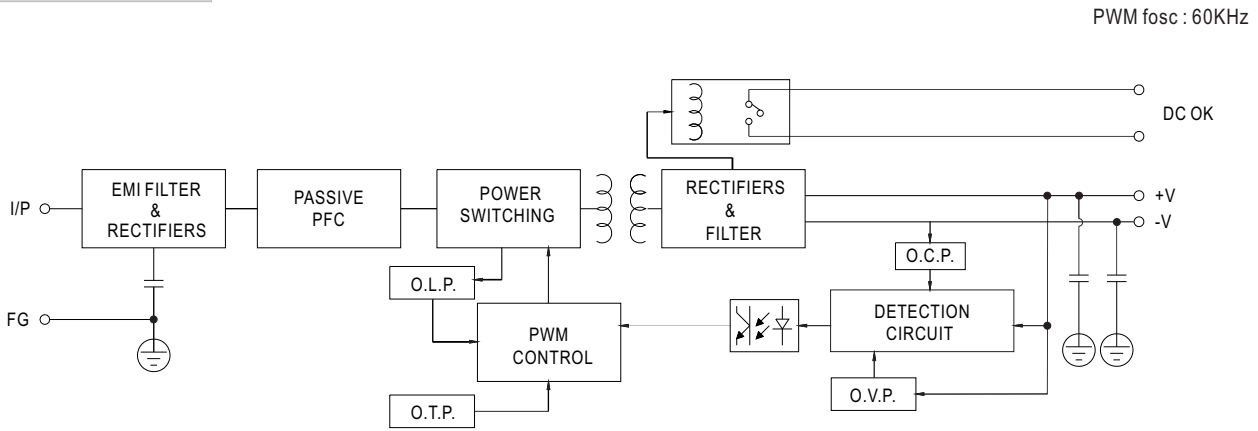 PWM fosc : 60KHz
DC OK
I/P
EMI FILTER
&
RECTIFIERS
PASSIVE
PFC
POWER
SWITCHING
RECTIFIERS
&
FILTER
+V
-V
O.C.P.
O.L.P.
FG
PWM
CONTROL
DETECTION
CIRCUIT
O.V.P.
O.T.P.